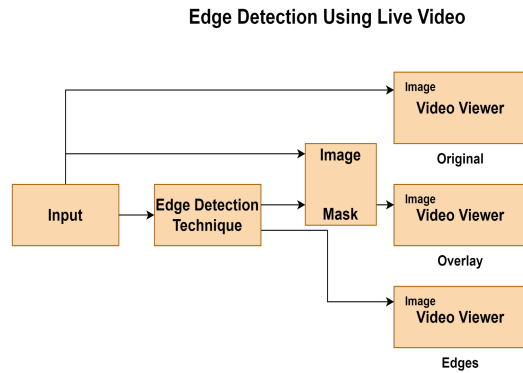 Edge Detection Using Live Video
Image
Video Viewer
Original
Image
Mask
Input
Edge Detection
Technique
Image
Video Viewer
Overlay
Image
Video Viewer
Edges